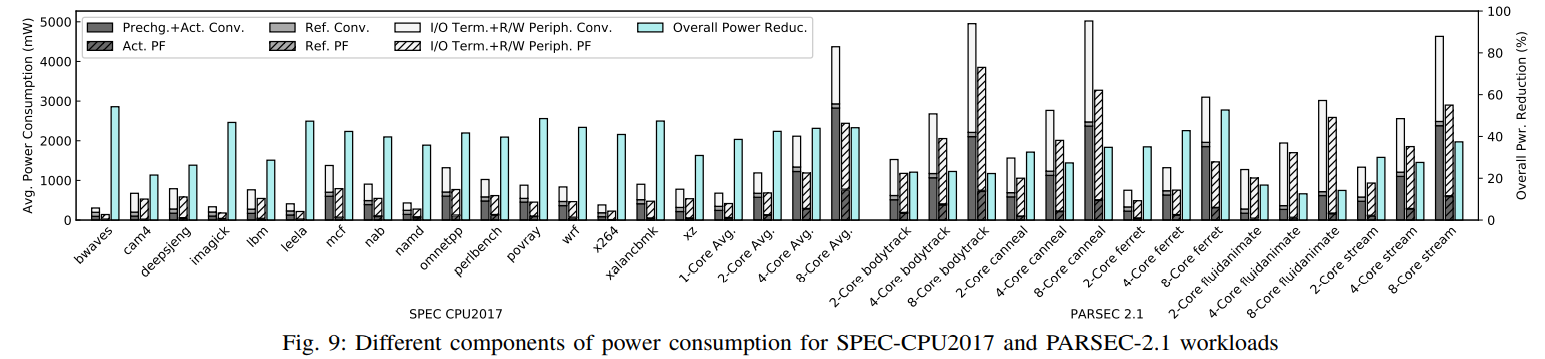 Avg. Power Consumption (mW)
5000
4000
3000
2000
1000
0
Prechg.+Act. Conv.
Act. PF
Ref. Conv.
Ref. PF
I/O Term.+R/W Periph. Conv.
I/O Term.+R/W Periph. PF
Overall Power Reduc.
100
80
60
40
20
0
Overall Pwr. Reduction (%)
bwaves
cam4
deepsjeng
imagick
lbm
leela
mcf
nab
namd
omnetpp
perlbench
povray
wrf
x264
xalancbmk
xz
1-Core Avg.
2-Core Avg.
4-Core Avg.
8-Core Avg.
2-Core bodytrack
4-Core bodytrack
8-Core bodytrack
2-Core canneal
4-Core canneal
8-Core canneal
2-Core ferret
4-Core ferret
8-Core ferret
2-Core fluidanimate
4-Core fluidanimate
8-Core fluidanimate
2-Core stream
4-Core stream
8-Core stream
SPEC CPU2017
PARSEC 2.1
Fig. 9: Different components of power consumption for SPEC-CPU2017 and PARSEC-2.1 workloads